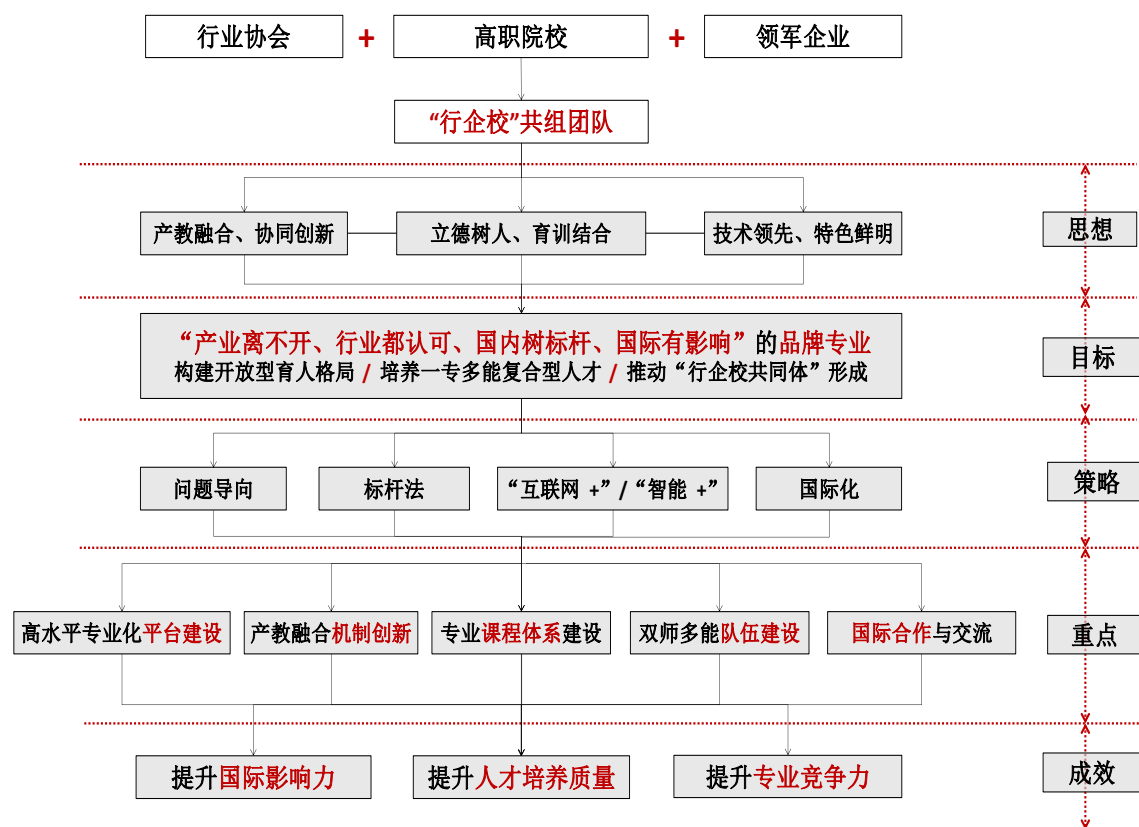 行业协会 + 高职院校 + 领军企业
“行企校”共组团队
产教融合、协同创新 立德树人、育训结合 技术领先、特色鲜明 思想
“产业离不开、行业都认可、国内树标杆、国际有影响”的品牌专业
构建开放型育人格局 / 培养一专多能复合型人才 / 推动“行企校共同体”形成
目标
问题导向 标杆法 “互联网 +” / “智能 +” 国际化 策略
高水平专业化平台建设 产教融合机制创新 专业课程体系建设 双师多能队伍建设 国际合作与交流 重点
提升国际影响力 提升人才培养质量 提升专业竞争力 成效